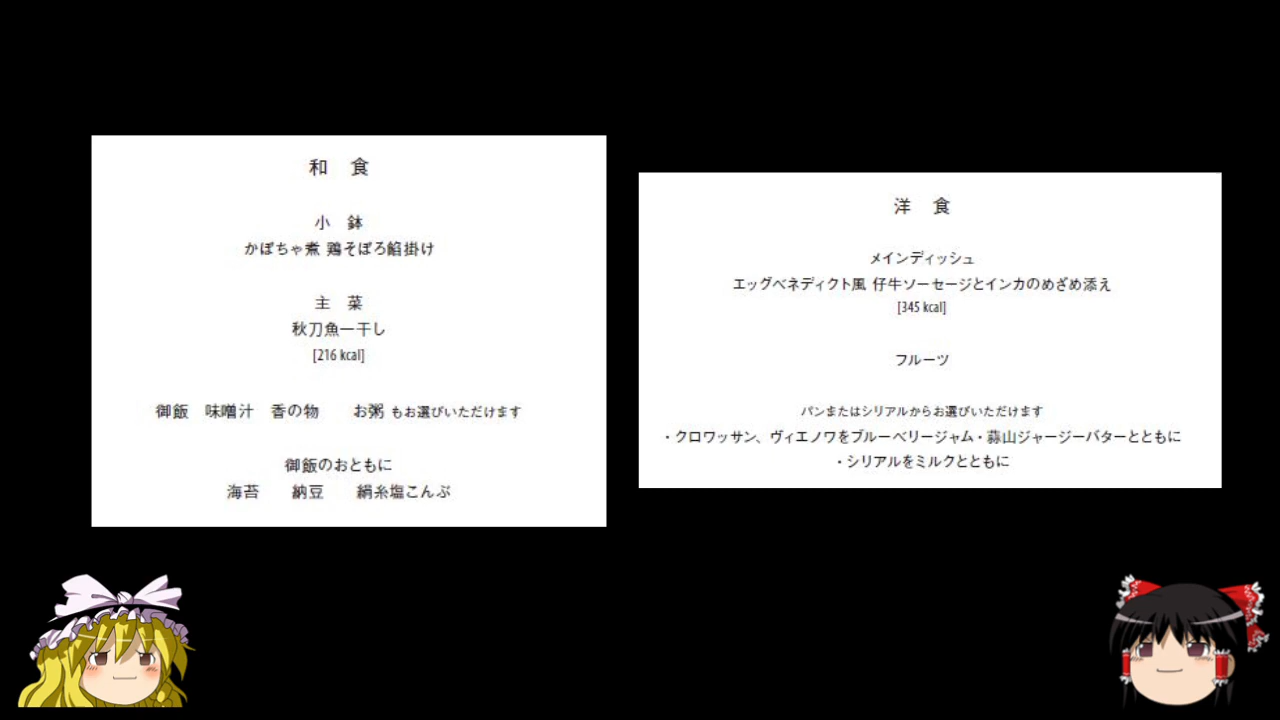 和 食
小 鉢
かぼちゃ煮 鶏そぼろ餡掛け
主 菜
秋刀魚一干し
[216 kcal]
御飯 味噌汁 香の物 お粥 もお選びいただけます
御飯のおともに
海苔 納豆 絹糸塩こんぶ
洋 食
メインディッシュ
エッグベネディクト風 仔牛ソーセージとインカのめざめ添え
[345 kcal]
フルーツ
パンまたはシリアルからお選びいただけます
・クロワッサン、ヴィエノワをブルーベリージャム・蒜山ジャージーバターとともに
・シリアルをミルクとともに